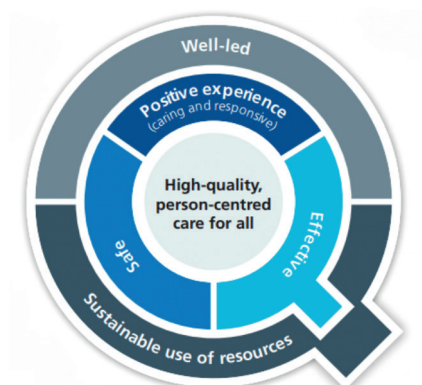 Well-led
Positive experience
(caring and responsive)
High-quality,
person-centred
care for all
Safe
Effective
Sustainable use of resources